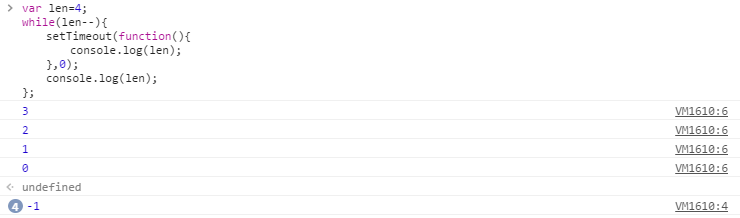 > var len=4;
while(len--){
    setTimeout(function(){
        console.log(len);
    },0);
    console.log(len);
};
3 VM1610:6
2 VM1610:6
1 VM1610:6
0 VM1610:6
undefined
4 -1 VM1610:4